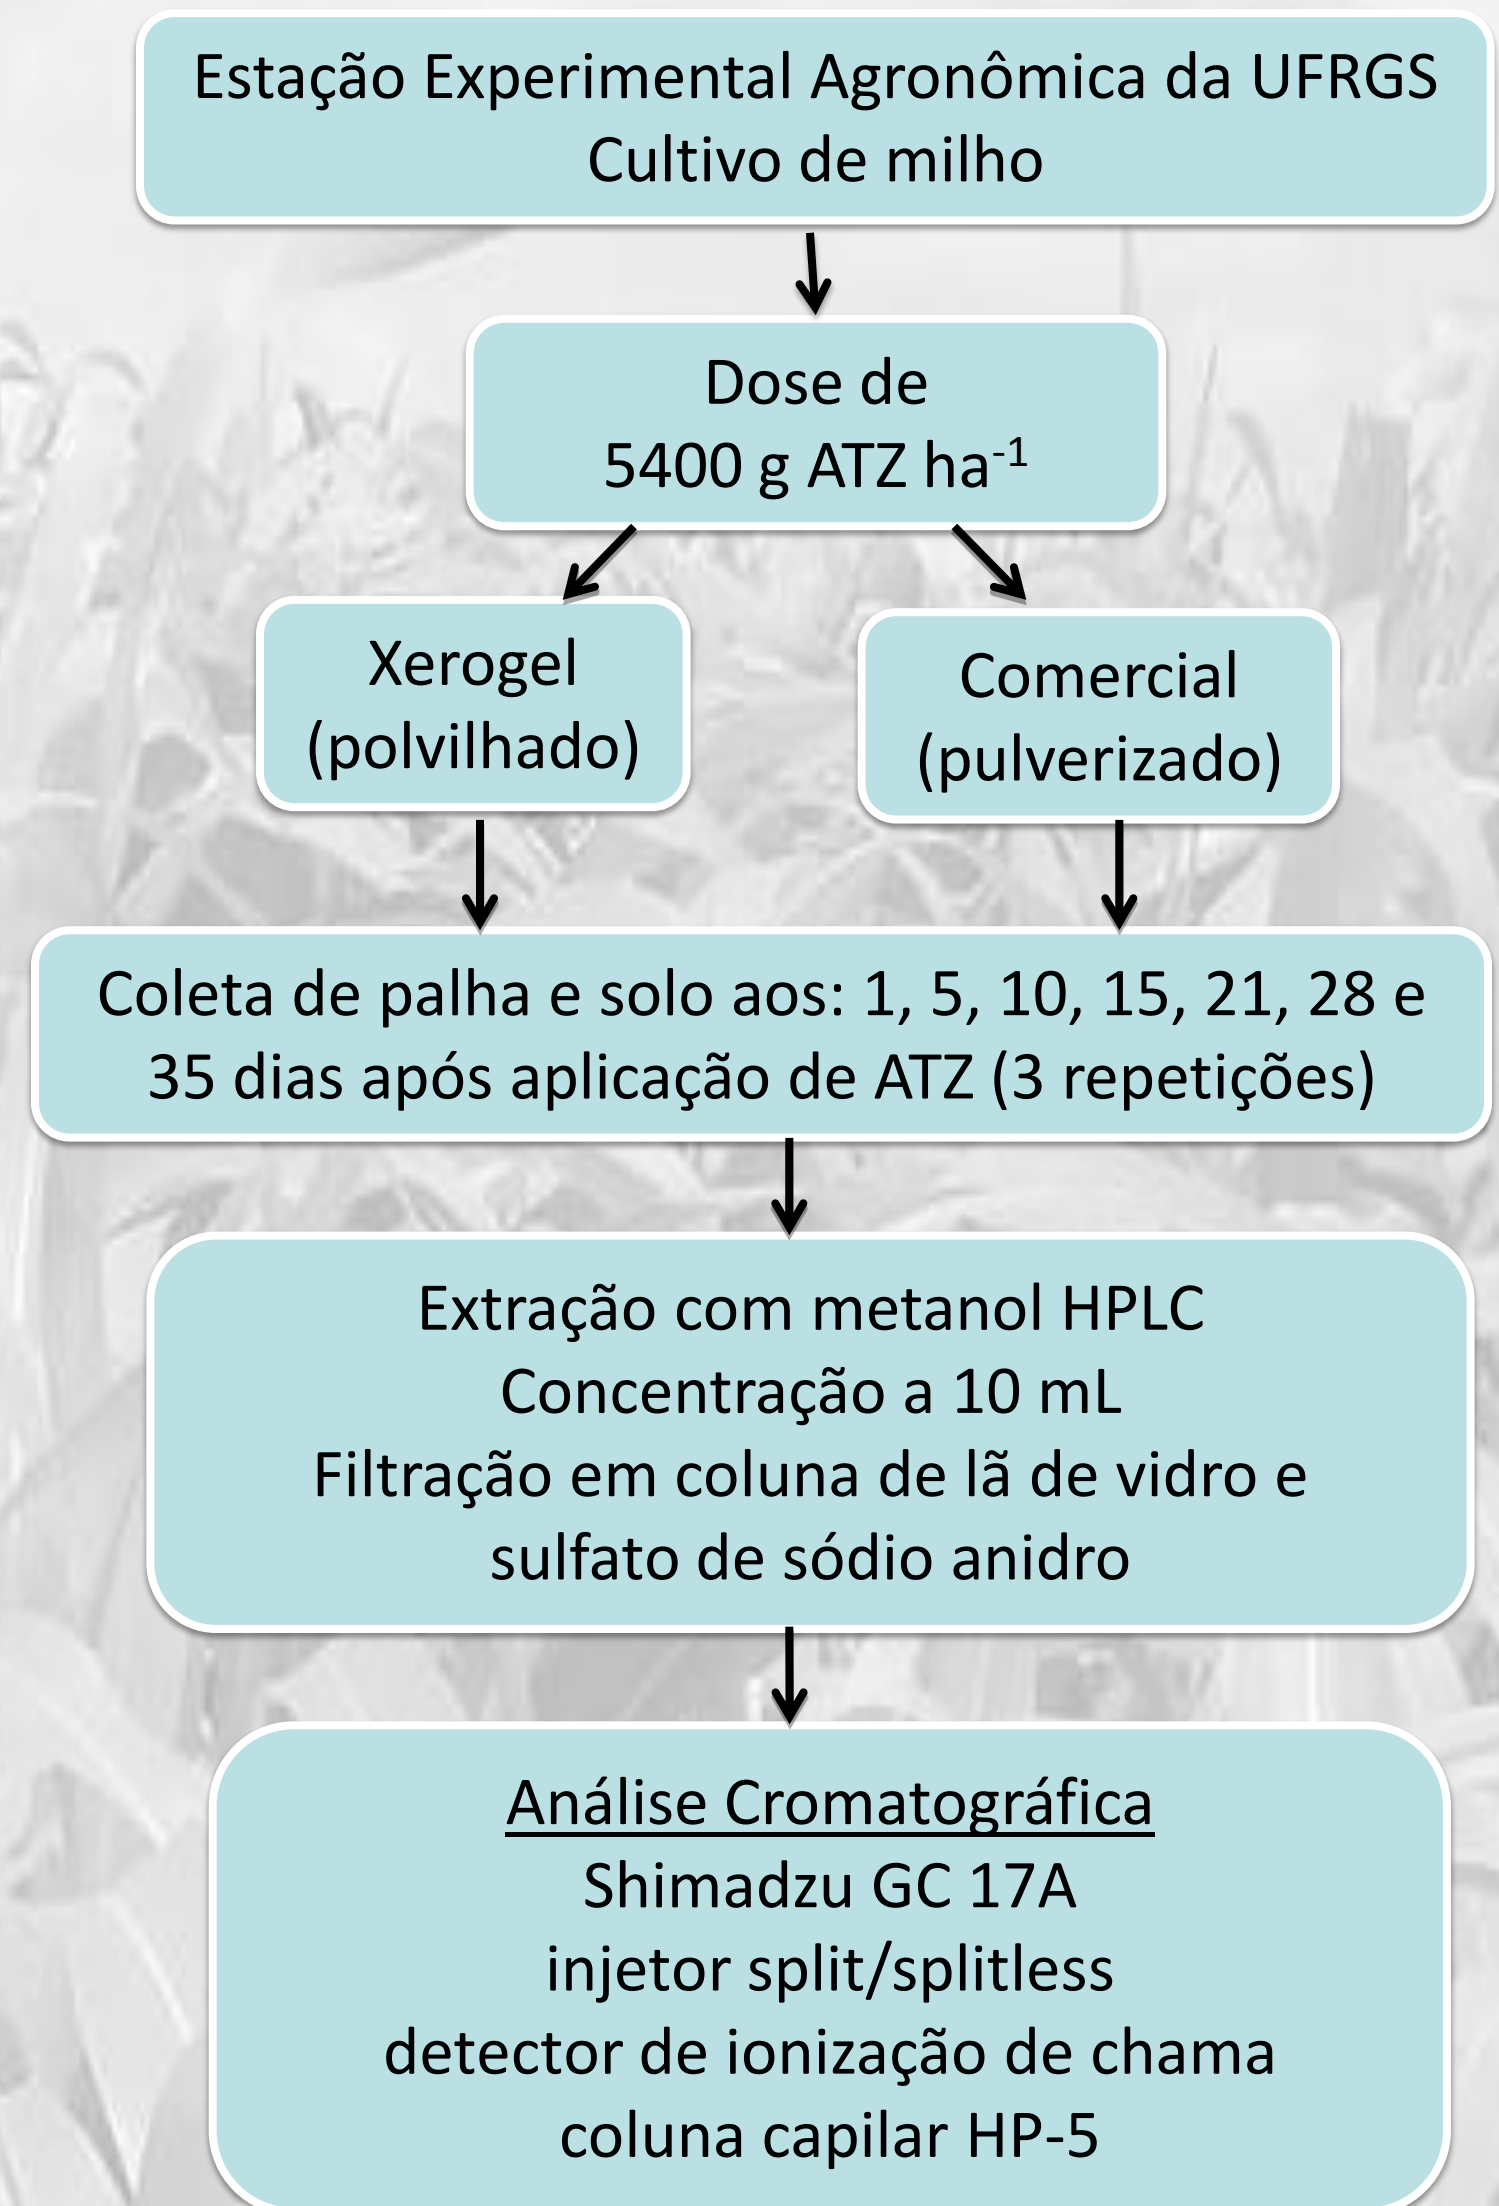 Estação Experimental Agronômica da UFRGS
Cultivo de milho
Dose de
5400 g ATZ ha⁻¹
Xerogel
(polvilhado)
Comercial
(pulverizado)
Coleta de palha e solo aos: 1, 5, 10, 15, 21, 28 e
35 dias após aplicação de ATZ (3 repetições)
Extração com metanol HPLC
Concentração a 10 mL
Filtração em coluna de lã de vidro e
sulfato de sódio anidro
Análise Cromatográfica
Shimadzu GC 17A
injetor split/splitless
detector de ionização de chama
coluna capilar HP-5